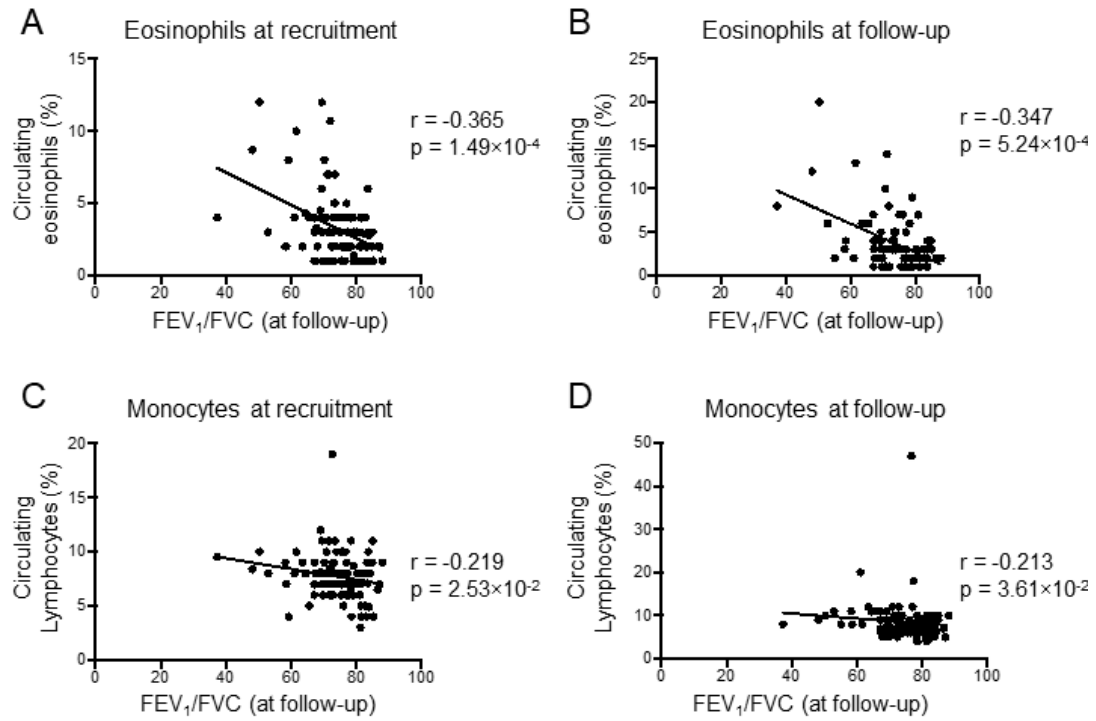 A
Eosinophils at recruitment
Circulating
eosinophils (%)
15
10
5
0
0 20 40 60 80 100
FEV₁/FVC (at follow-up)
r = -0.365
p = 1.49×10⁻⁴
B
Eosinophils at follow-up
Circulating
eosinophils (%)
25
20
15
10
5
0
0 20 40 60 80 100
FEV₁/FVC (at follow-up)
r = -0.347
p = 5.24×10⁻⁴
C
Monocytes at recruitment
Circulating
Lymphocytes (%)
20
15
10
5
0
0 20 40 60 80 100
FEV₁/FVC (at follow-up)
r = -0.219
p = 2.53×10⁻²
D
Monocytes at follow-up
Circulating
Lymphocytes (%)
50
40
30
20
10
0
0 20 40 60 80 100
FEV₁/FVC (at follow-up)
r = -0.213
p = 3.61×10⁻²